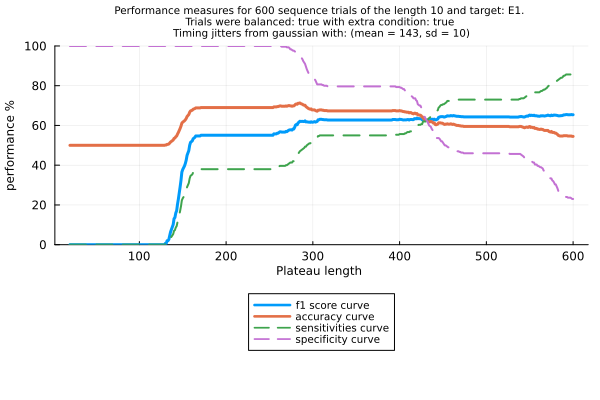 Performance measures for 600 sequence trials of the length 10 and target: E1.
Trials were balanced: true with extra condition: true
Timing jitters from gaussian with: (mean = 143, sd = 10)
100
80
60
40
20
0
performance %
100 200 300 400 500 600
Plateau length
f1 score curve
accuracy curve
sensitivities curve
specificity curve